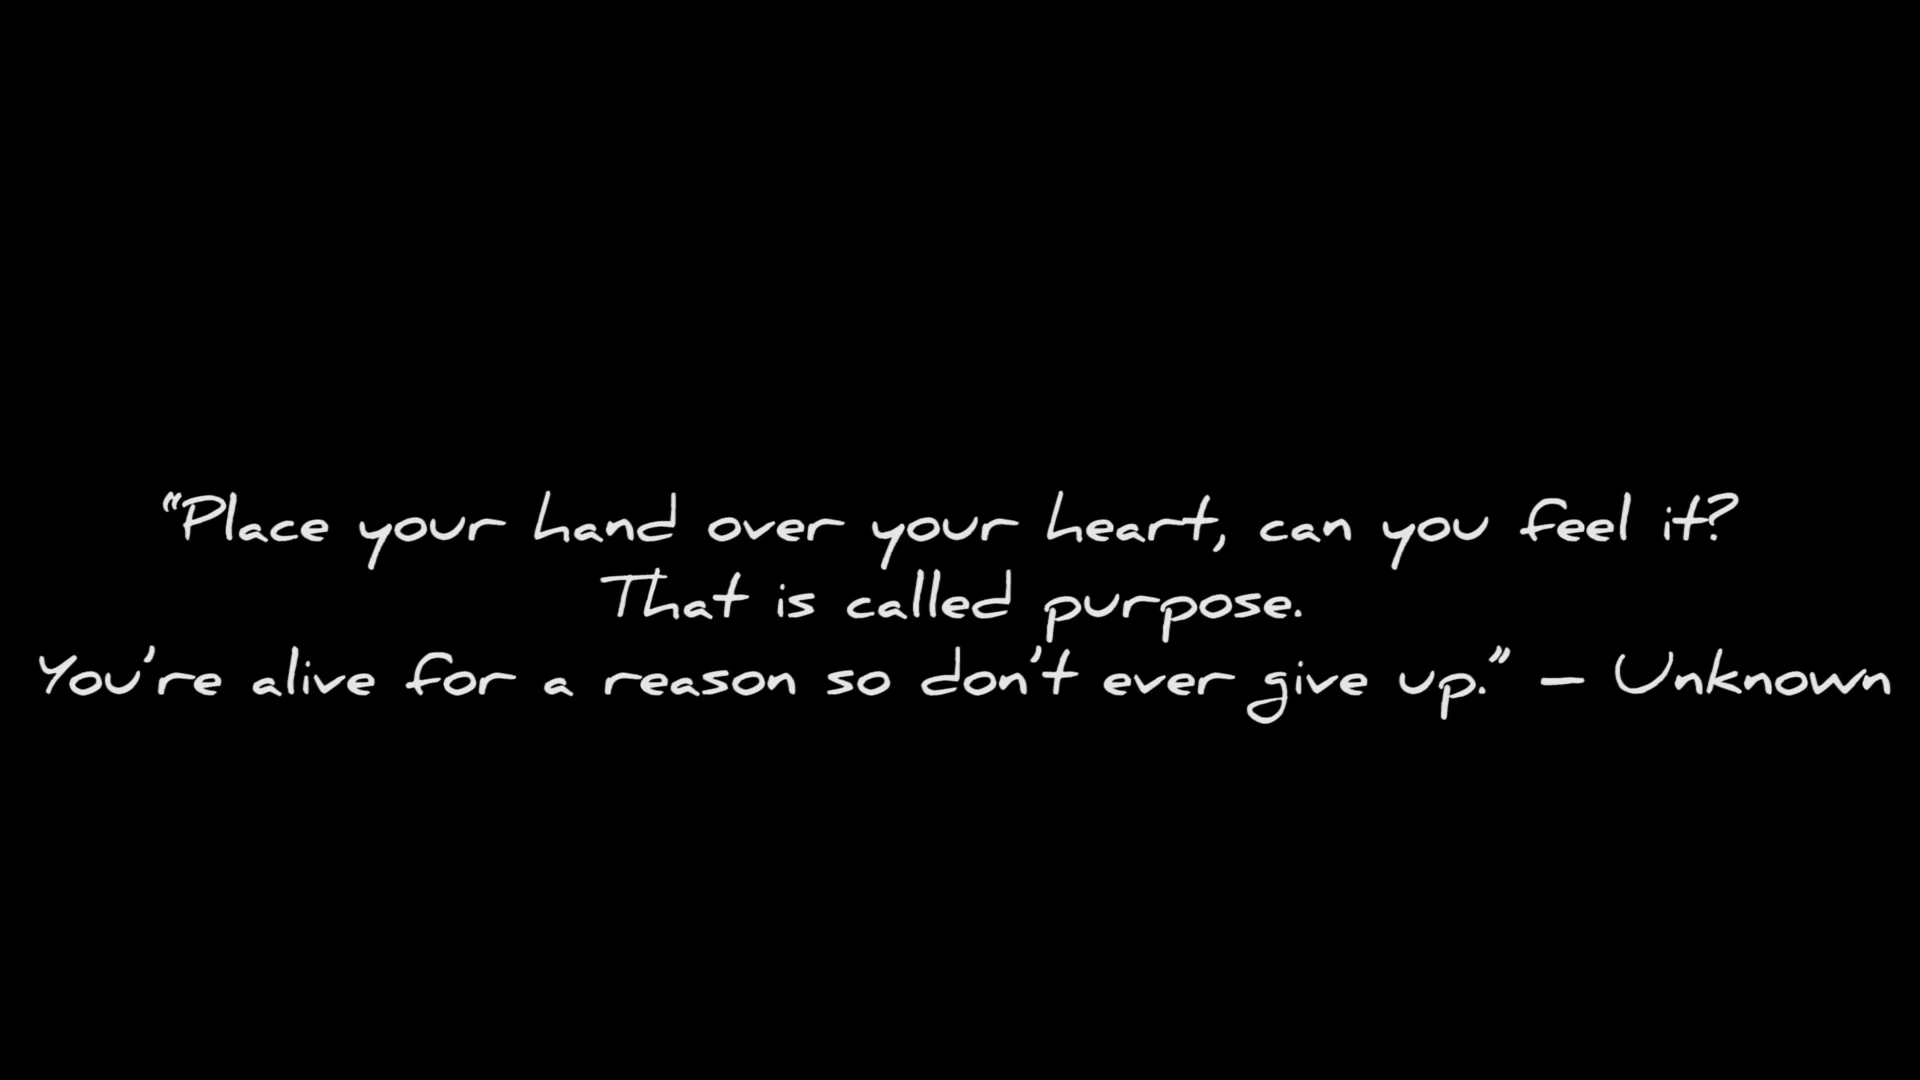 “Place your hand over your heart, can you feel it?
That is called purpose.
You’re alive for a reason so don’t ever give up.” – Unknown